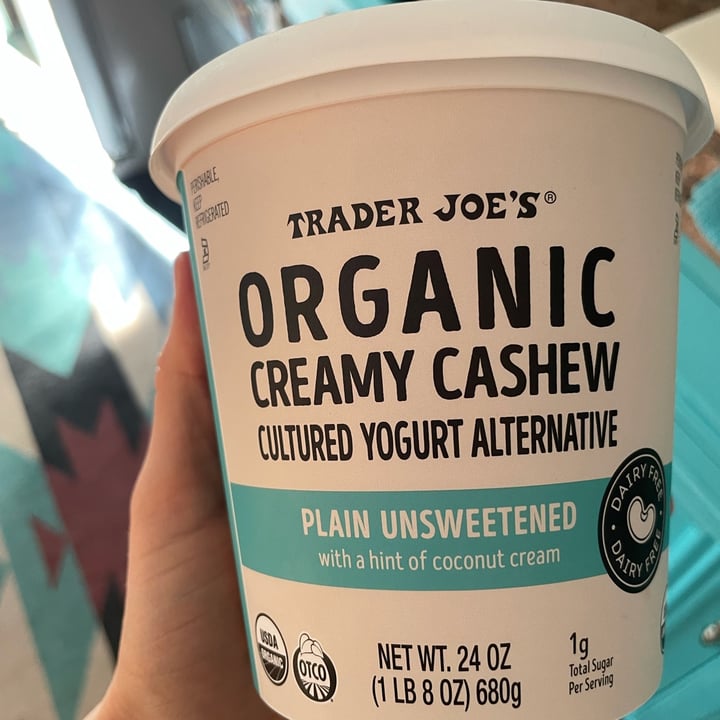 PERISHABLE,
KEEP
REFRIGERATED
TRADER JOE'S®
ORGANIC
CREAMY CASHEW
CULTURED YOGURT ALTERNATIVE
PLAIN UNSWEETENED
with a hint of coconut cream
DAIRY FREE
DAIRY FREE
USDA
ORGANIC
OTCO
NET WT. 24 OZ
(1 LB 8 OZ) 680g
1g
Total Sugar
Per Serving